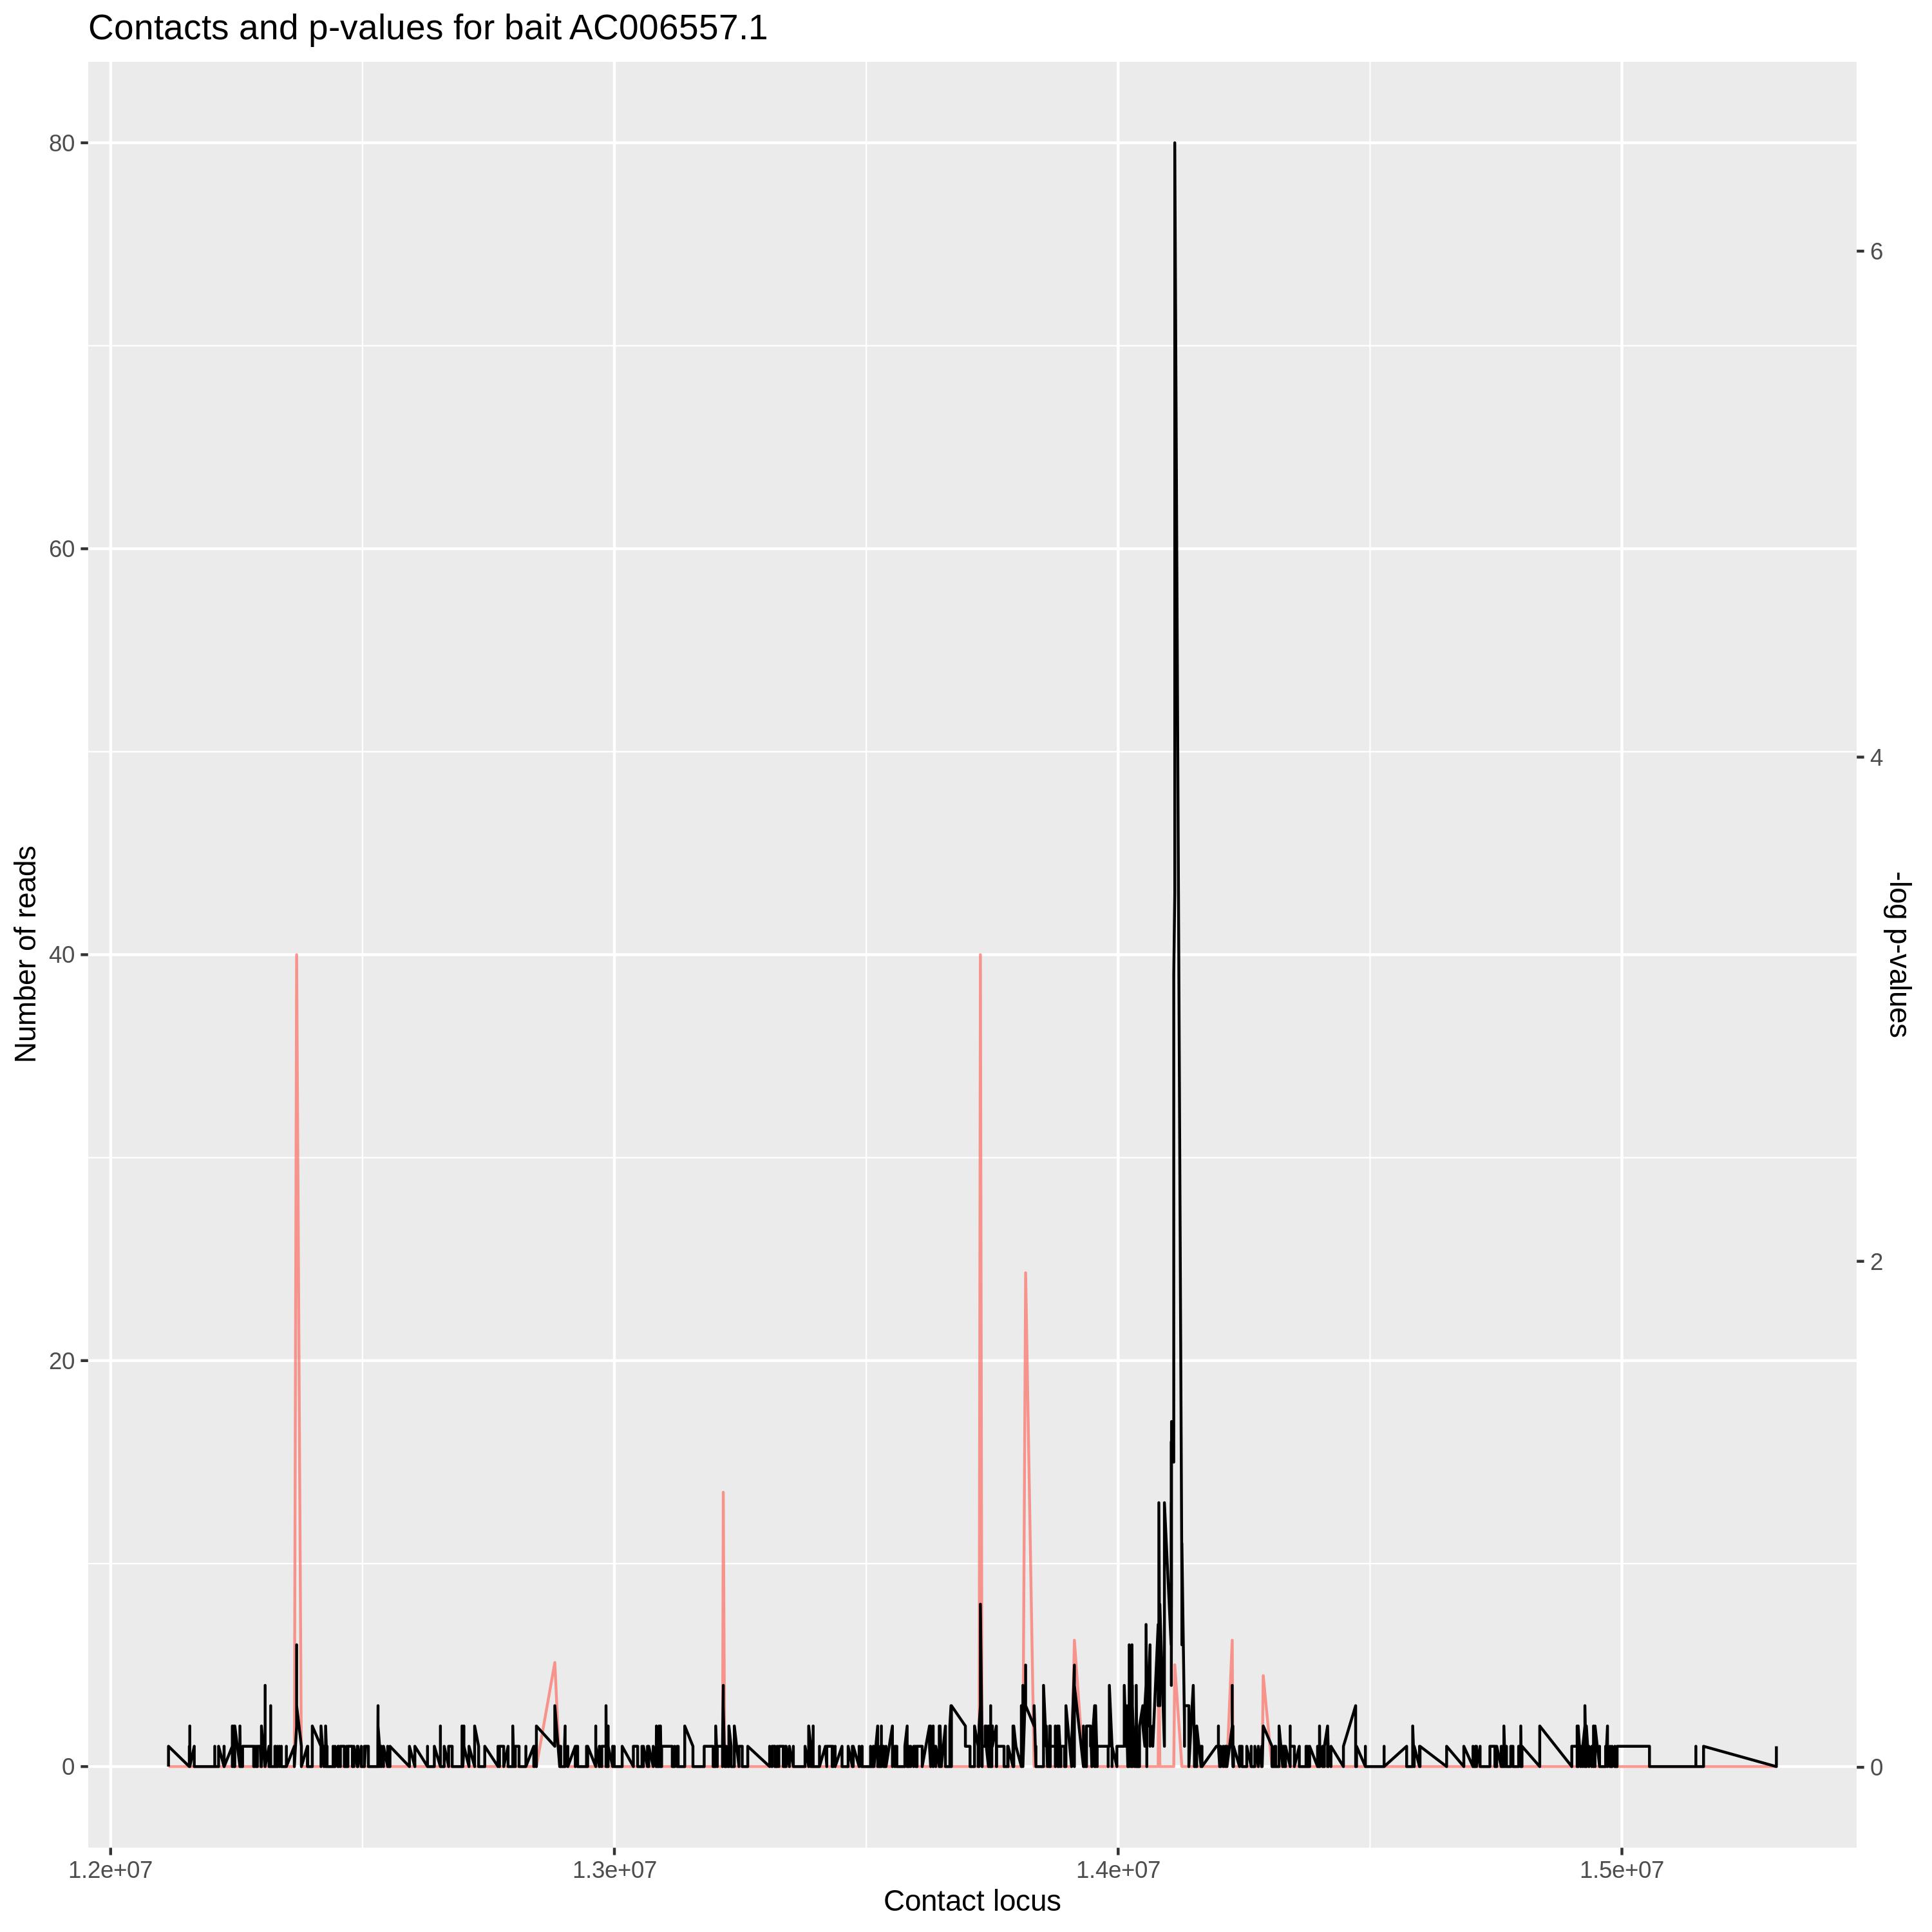 Contacts and p-values for bait AC006557.1
80
60
40
20
0
Number of reads
6
4
2
0
-log p-values
1.2e+07 1.3e+07 1.4e+07 1.5e+07
Contact locus